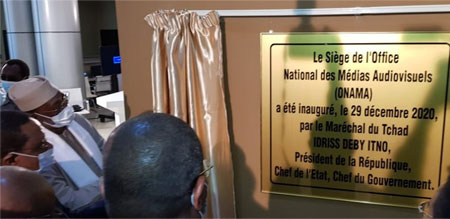 Le Siège de l'Office
National des Médias Audiovisuels
(ONAMA)
a été inauguré, le 29 décembre 2020,
par le Maréchal du Tchad
IDRISS DEBY ITNO,
Président de la République,
Chef de l'Etat, Chef du Gouvernement.